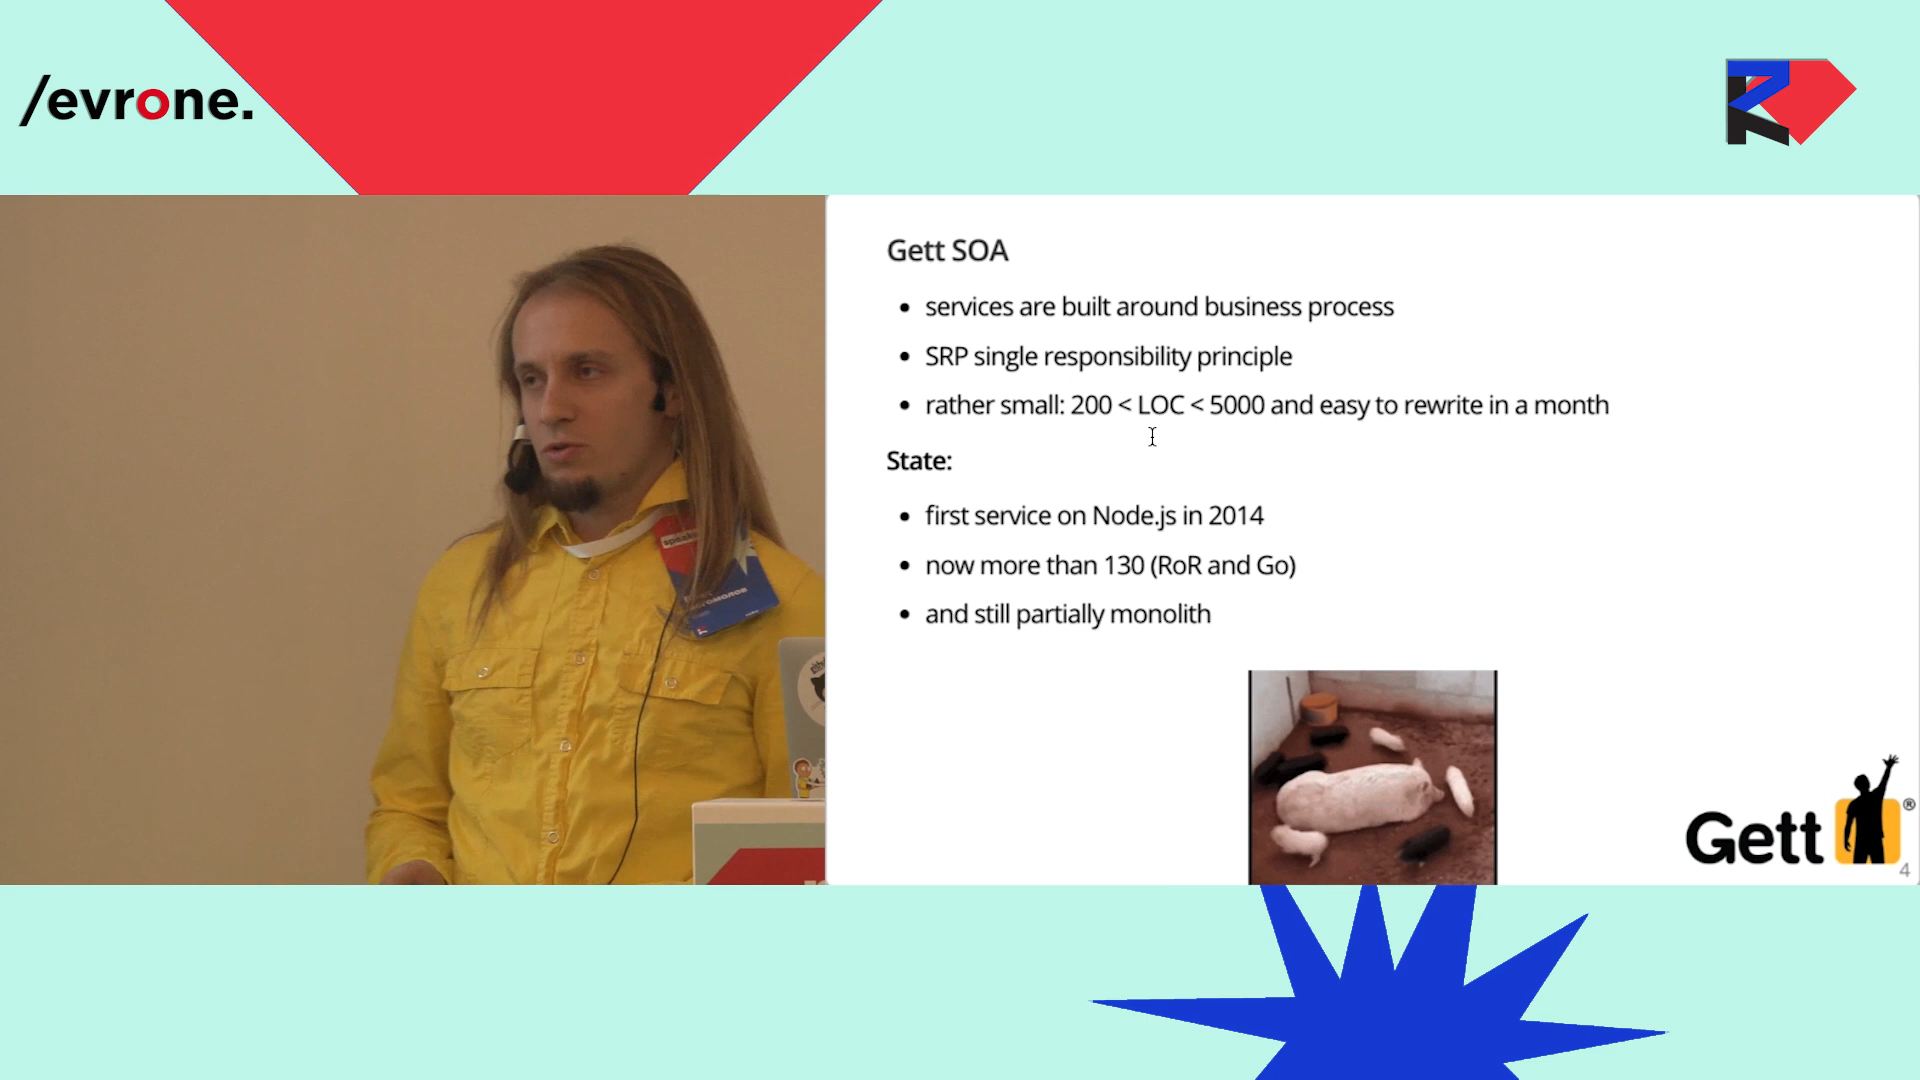 /evrone.
Gett SOA
• services are built around business process
• SRP single responsibility principle
• rather small: 200 < LOC < 5000 and easy to rewrite in a month
State:
• first service on Node.js in 2014
• now more than 130 (RoR and Go)
• and still partially monolith
Gett®
4